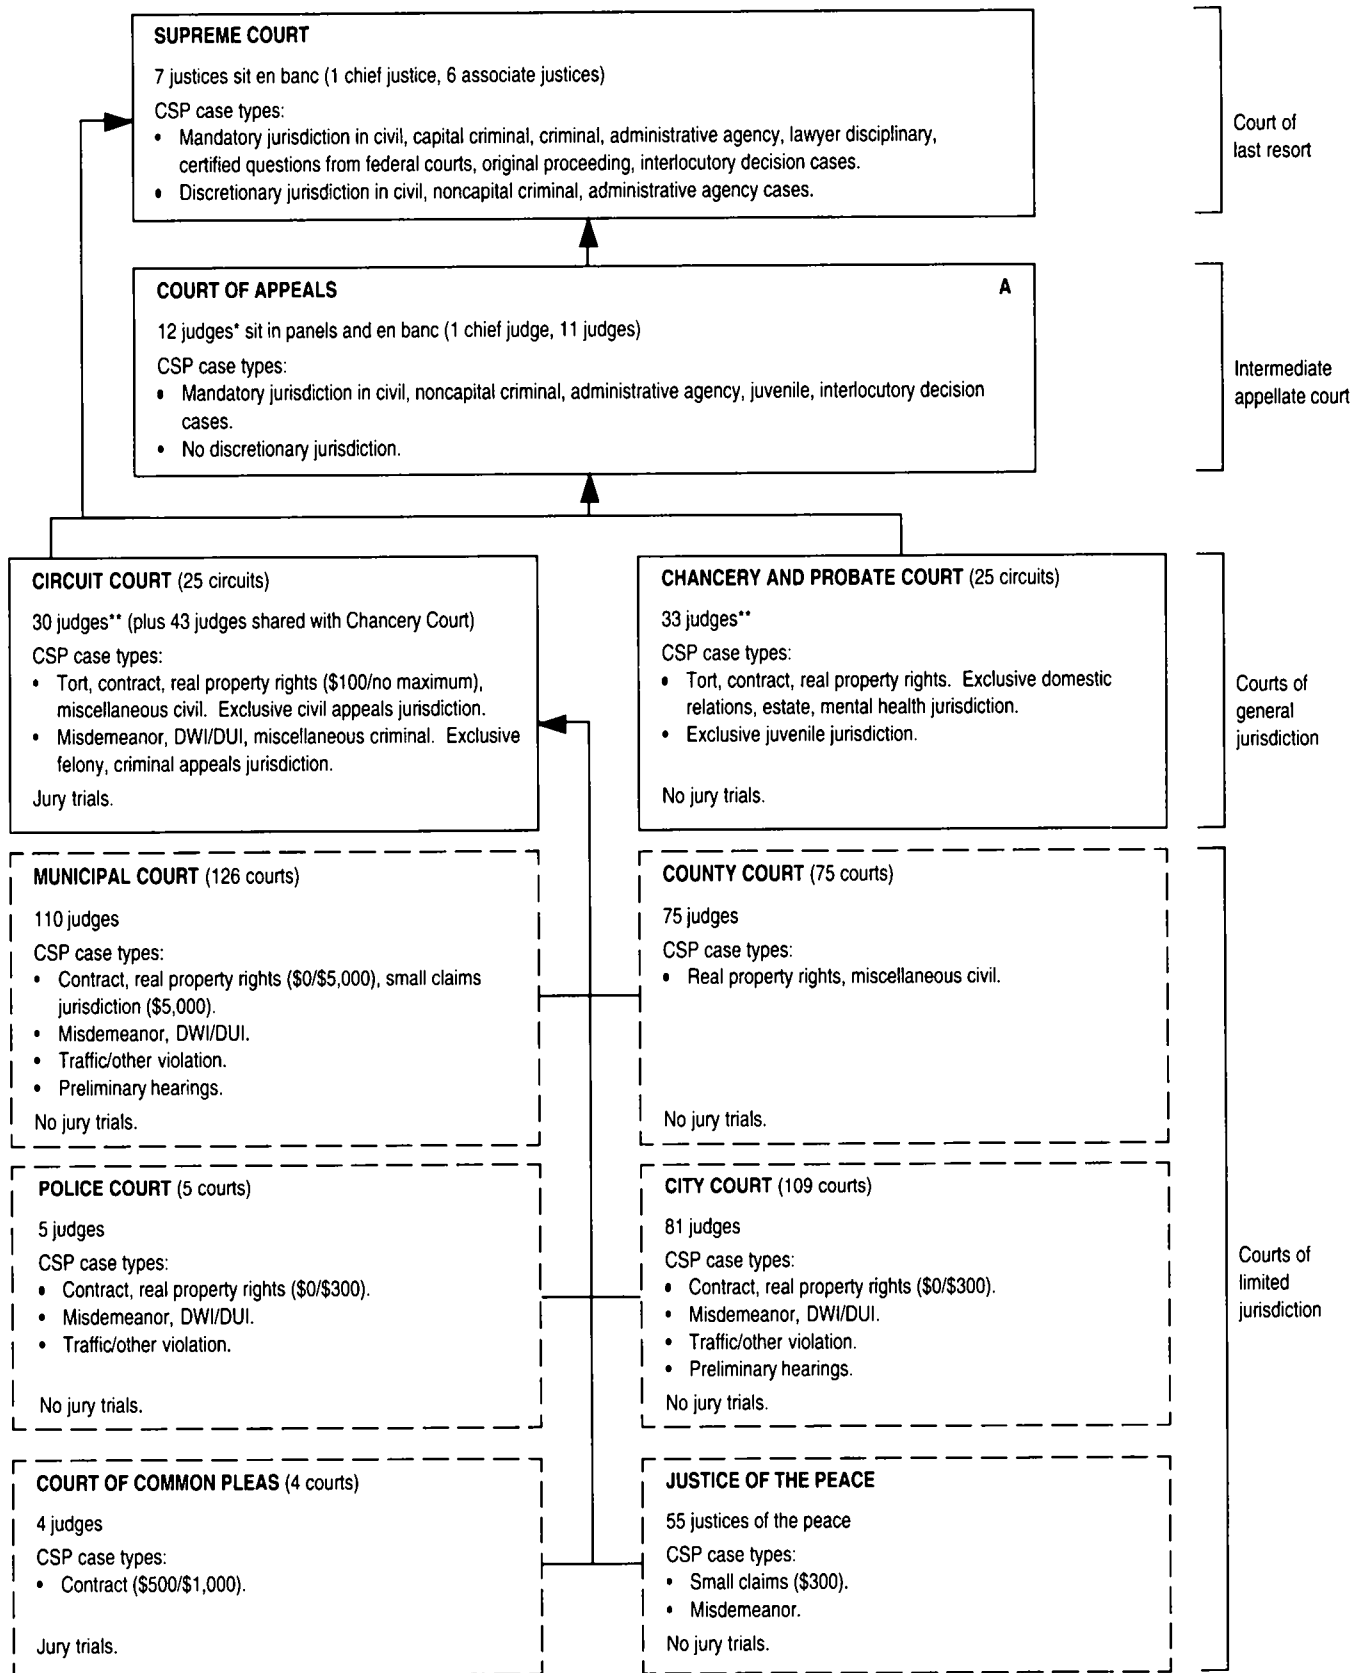 SUPREME COURT
7 justices sit en banc (1 chief justice, 6 associate justices)
CSP case types:
• Mandatory jurisdiction in civil, capital criminal, criminal, administrative agency, lawyer disciplinary,
certified questions from federal courts, original proceeding, interlocutory decision cases.
• Discretionary jurisdiction in civil, noncapital criminal, administrative agency cases.
Court of
last resort
COURT OF APPEALS A
12 judges* sit in panels and en banc (1 chief judge, 11 judges)
CSP case types:
• Mandatory jurisdiction in civil, noncapital criminal, administrative agency, juvenile, interlocutory decision
cases.
• No discretionary jurisdiction.
Intermediate
appellate court
CIRCUIT COURT (25 circuits)
30 judges** (plus 43 judges shared with Chancery Court)
CSP case types:
• Tort, contract, real property rights ($100/no maximum),
miscellaneous civil. Exclusive civil appeals jurisdiction.
• Misdemeanor, DWI/DUI, miscellaneous criminal. Exclusive
felony, criminal appeals jurisdiction.
Jury trials.
CHANCERY AND PROBATE COURT (25 circuits)
33 judges**
CSP case types:
• Tort, contract, real property rights. Exclusive domestic
relations, estate, mental health jurisdiction.
• Exclusive juvenile jurisdiction.
No jury trials.
Courts of
general
jurisdiction
MUNICIPAL COURT (126 courts)
110 judges
CSP case types:
• Contract, real property rights ($0/$5,000), small claims
jurisdiction ($5,000).
• Misdemeanor, DWI/DUI.
• Traffic/other violation.
• Preliminary hearings.
No jury trials.
COUNTY COURT (75 courts)
75 judges
CSP case types:
• Real property rights, miscellaneous civil.
No jury trials.
POLICE COURT (5 courts)
5 judges
CSP case types:
• Contract, real property rights ($0/$300).
• Misdemeanor, DWI/DUI.
• Traffic/other violation.
No jury trials.
CITY COURT (109 courts)
81 judges
CSP case types:
• Contract, real property rights ($0/$300).
• Misdemeanor, DWI/DUI.
• Traffic/other violation.
• Preliminary hearings.
No jury trials.
Courts of
limited
jurisdiction
COURT OF COMMON PLEAS (4 courts)
4 judges
CSP case types:
• Contract ($500/$1,000).
Jury trials.
JUSTICE OF THE PEACE
55 justices of the peace
CSP case types:
• Small claims ($300).
• Misdemeanor.
No jury trials.